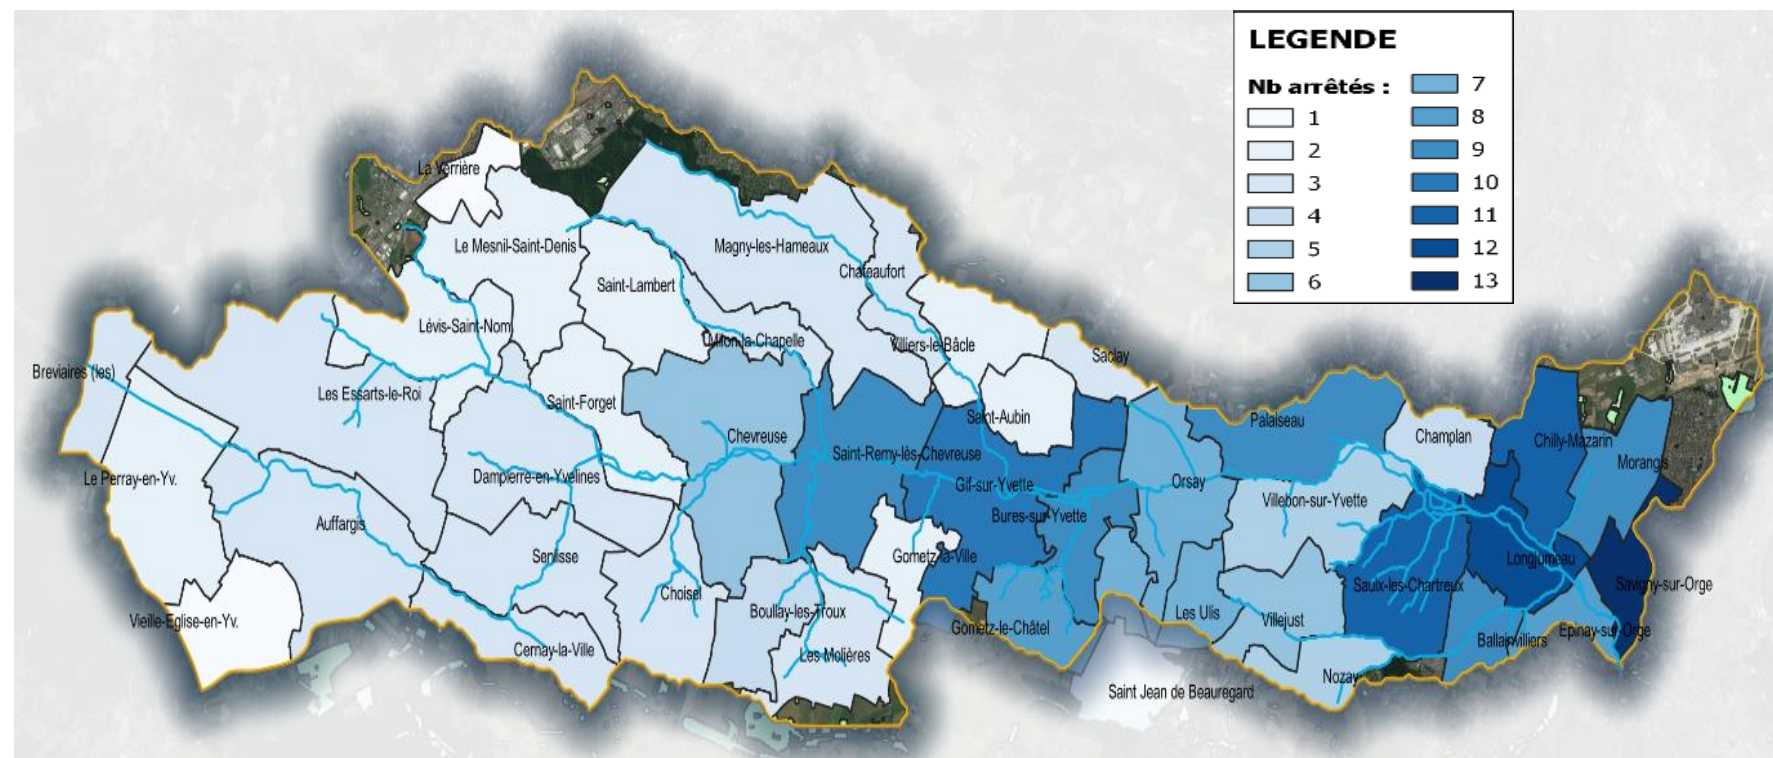 LEGENDE
Nb arrêtés :
1
2
3
4
5
6
7
8
9
10
11
12
13
La Verrière
Le Mesnil-Saint-Denis
Magny-les-Hameaux
Chateaufort
Saint-Lambert
Lévis-Saint-Nom
Milon-la-Chapelle
Villiers-le-Bâcle
Saclay
Breviaires (les)
Les Essarts-le-Roi
Saint-Forget
Saint-Aubin
Palaiseau
Champlan
Chilly-Mazarin
Chevreuse
Saint-Remy-lès-Chevreuse
Morangis
Le Perray-en-Yv.
Dampierre-en-Yvelines
Gif-sur-Yvette
Orsay
Villebon-sur-Yvette
Auffargis
Bures-sur-Yvette
Senlisse
Gometz-la-Ville
Longjumeau
Saulx-les-Chartreux
Savigny-sur-Orge
Choisel
Boullay-les-Troux
Les Ulis
Vieille-Eglise-en-Yv.
Gometz-le-Châtel
Villejust
Epinay-sur-Orge
Ballainvilliers
Cernay-la-Ville
Les Molières
Nozay
Saint Jean de Beauregard